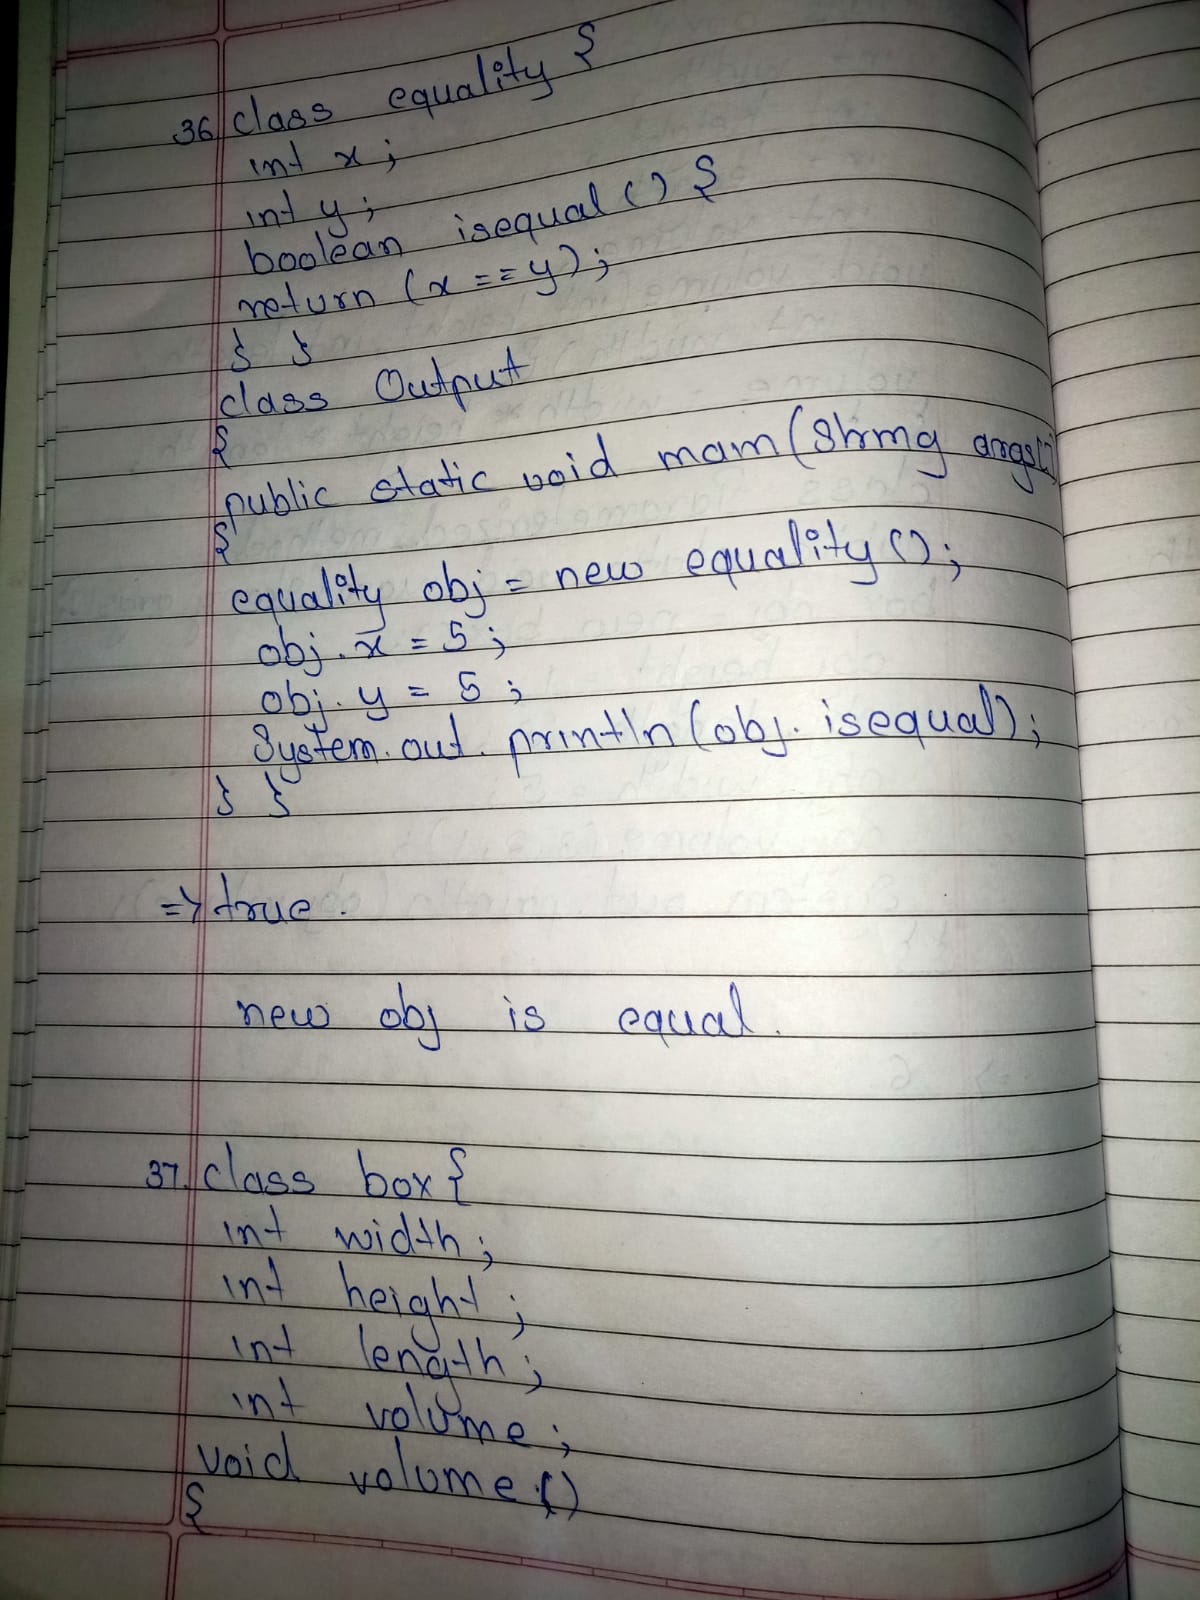 36 class equality {
int x;
int y;
boolean isequal () {
return (x == y);
} }
class Output
{
public static void main (String args[])
{
equality obj = new equality ();
obj. x = 5;
obj. y = 5;
System. out. println (obj. isequal);
} }
=> true.
new obj is equal.
37. class box {
int width;
int height;
int length;
int volume;
void volume ()
{